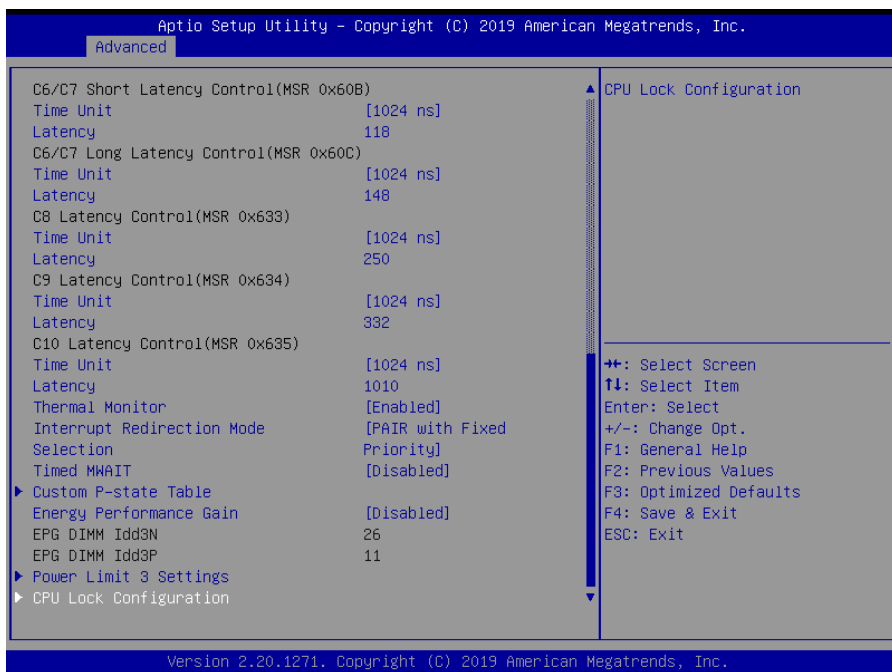 Aptio Setup Utility – Copyright (C) 2019 American Megatrends, Inc.
Advanced
C6/C7 Short Latency Control(MSR 0x60B)
Time Unit [1024 ns]
Latency 118
C6/C7 Long Latency Control(MSR 0x60C)
Time Unit [1024 ns]
Latency 148
C8 Latency Control(MSR 0x633)
Time Unit [1024 ns]
Latency 250
C9 Latency Control(MSR 0x634)
Time Unit [1024 ns]
Latency 332
C10 Latency Control(MSR 0x635)
Time Unit [1024 ns]
Latency 1010
Thermal Monitor [Enabled]
Interrupt Redirection Mode [PAIR with Fixed
Selection Priority]
Timed MWAIT [Disabled]
Custom P-state Table
Energy Performance Gain [Disabled]
EPG DIMM Idd3N 26
EPG DIMM Idd3P 11
Power Limit 3 Settings
CPU Lock Configuration
CPU Lock Configuration
→←: Select Screen
↑↓: Select Item
Enter: Select
+/-: Change Opt.
F1: General Help
F2: Previous Values
F3: Optimized Defaults
F4: Save & Exit
ESC: Exit
Version 2.20.1271. Copyright (C) 2019 American Megatrends, Inc.